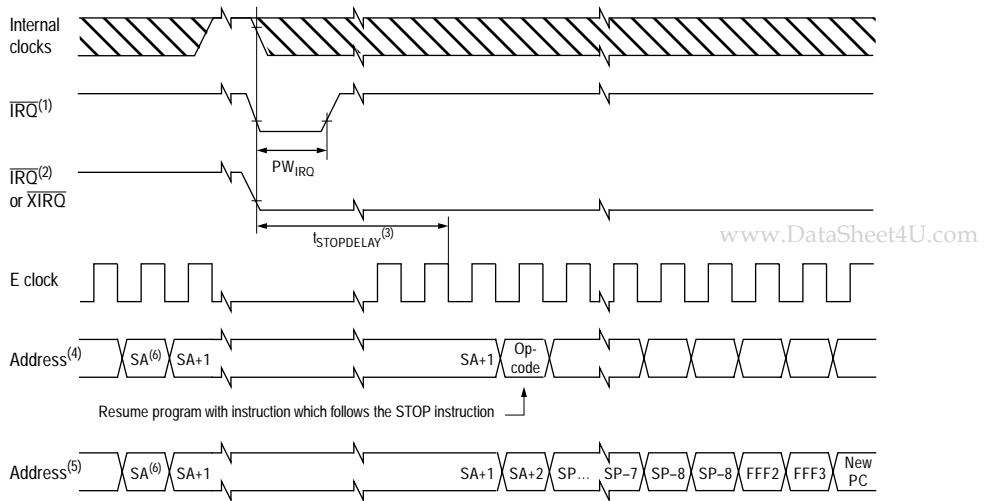 Internal
clocks
IRQ(1)
PWIRQ
IRQ(2)
or XIRQ
tSTOPDELAY(3)
www.DataSheet4U.com
E clock
Address(4) SA(6) SA+1 SA+1 Op-
code
Resume program with instruction which follows the STOP instruction
Address(5) SA(6) SA+1 SA+1 SA+2 SP... SP–7 SP–8 SP–8 FFF2 FFF3 New
PC